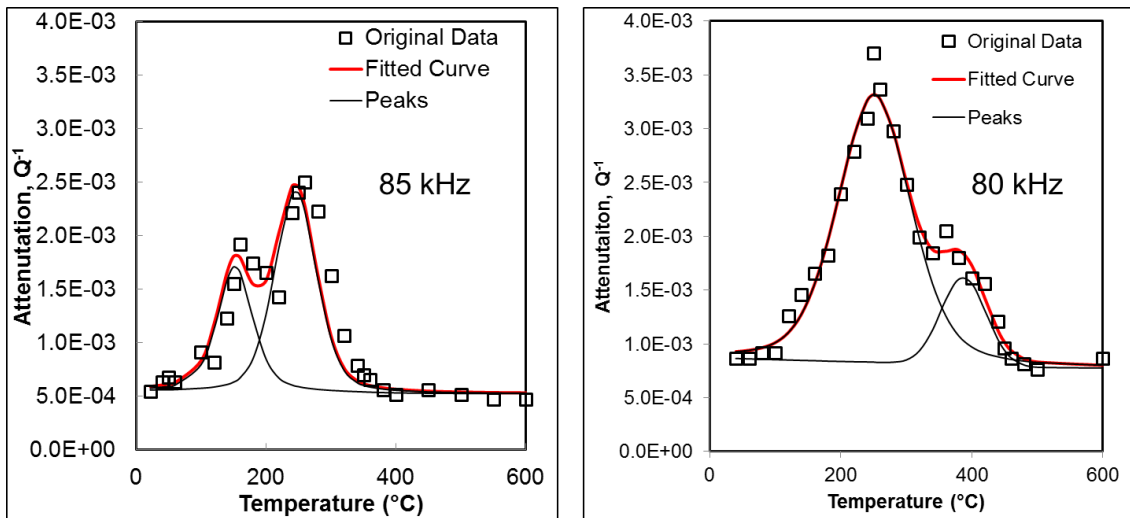 4.0E-03
3.5E-03
3.0E-03
2.5E-03
2.0E-03
1.5E-03
1.0E-03
5.0E-04
0.0E+00
Attenutation, Q-1
Original Data
Fitted Curve
Peaks
85 kHz
0
200
400
600
Temperature (°C)
4.0E-03
3.5E-03
3.0E-03
2.5E-03
2.0E-03
1.5E-03
1.0E-03
5.0E-04
0.0E+00
Attenutaiton, Q-1
Original Data
Fitted Curve
Peaks
80 kHz
0
200
400
600
Temperature (°C)